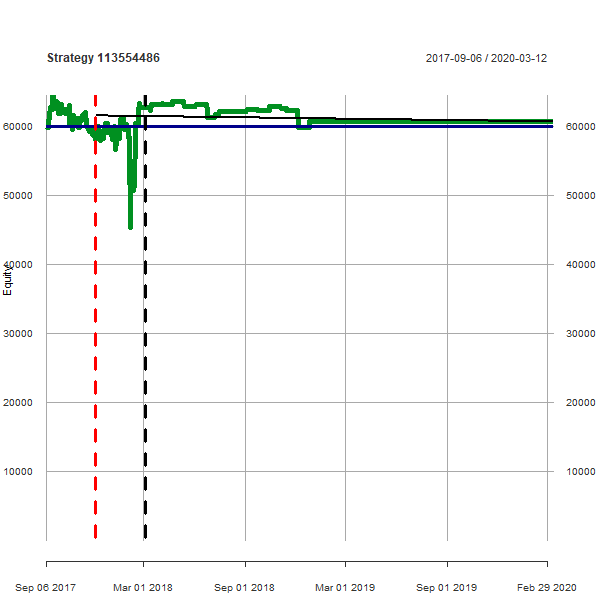 Strategy 113554486
2017-09-06 / 2020-03-12
60000
60000
50000
50000
40000
40000
Equity
30000
30000
20000
20000
10000
10000
Sep 06 2017
Mar 01 2018
Sep 01 2018
Mar 01 2019
Sep 01 2019
Feb 29 2020